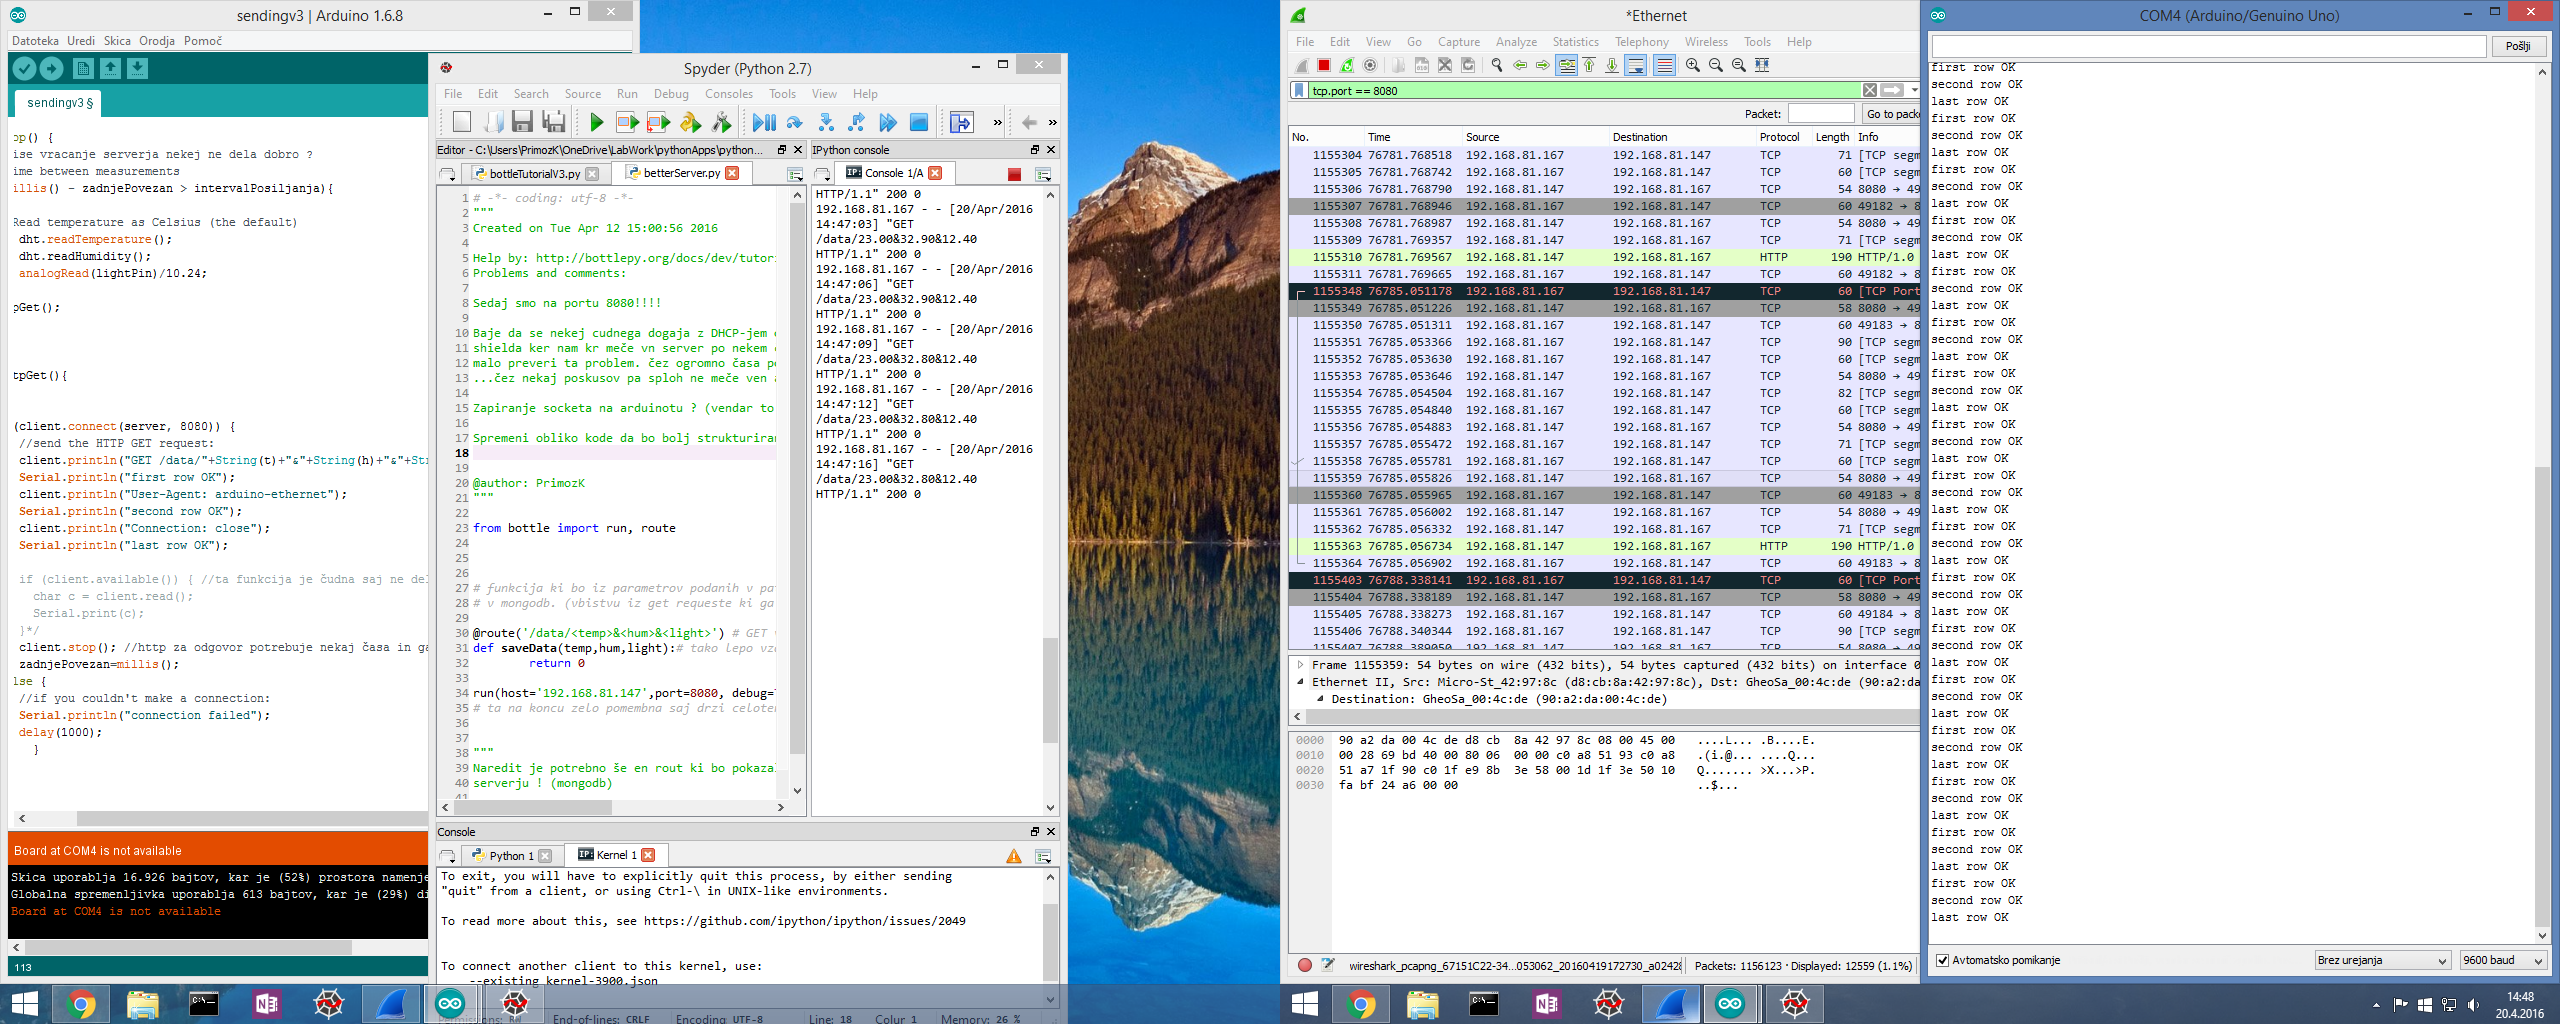 sendingv3 | Arduino 1.6.8
Datoteka Uredi Skica Orodja Pomoč
sendingv3 §
op() {
ise vracanje serverja nekej ne dela dobro ?
ime between measurements
illis() - zadnjePovezan > intervalPosiljanja){
Read temperature as Celsius (the default)
dht.readTemperature();
dht.readHumidity();
analogRead(lightPin)/10.24;
pGet();
tpGet(){
(client.connect(server, 8080)) {
//send the HTTP GET request:
client.println("GET /data/"+String(t)+"&"+String(h)+"&"+Str
Serial.println("first row OK");
client.println("User-Agent: arduino-ethernet");
Serial.println("second row OK");
client.println("Connection: close");
Serial.println("last row OK");
if (client.available()) { //ta funkcija je čudna saj ne del
char c = client.read();
Serial.print(c);
}*/
client.stop(); //http za odgovor potrebuje nekaj časa in ga
zadnjePovezan=millis();
lse {
//if you couldn't make a connection:
Serial.println("connection failed");
delay(1000);
}
Board at COM4 is not available
Skica uporablja 16.926 bajtov, kar je (52%) prostora namenje
Globalna spremenljivka uporablja 613 bajtov, kar je (29%) di
Board at COM4 is not available
113
Spyder (Python 2.7)
File Edit Search Source Run Debug Consoles Tools View Help
Editor - C:\Users\PrimozK\OneDrive\LabWork\pythonApps\python...
bottleTutorialV3.py betterServer.py
1 # -*- coding: utf-8 -*-
2 """
3 Created on Tue Apr 12 15:00:56 2016
4
5 Help by: http://bottlepy.org/docs/dev/tutor
6 Problems and comments:
7
8 Sedaj smo na portu 8080!!!!
9
10 Baje da se nekej cudnega dogaja z DHCP-jem
11 shielda ker nam kr meče vn server po nekem
12 malo preveri ta problem. čez ogromno časa p
13 ...čez nekaj poskusov pa sploh ne meče ven
14
15 Zapiranje socketa na arduinotu ? (vendar to
16
17 Spremeni obliko kode da bo bolj strukturiran
18
19
20 @author: PrimozK
21 """
22
23 from bottle import run, route
24
25
26
27 # funkcija ki bo iz parametrov podanih v pa
28 # v mongodb. (vbistvu iz get requeste ki ga
29
30 @route('/data/<temp>&<hum>&<light>') # GET
31 def saveData(temp,hum,light):# tako lepo vz
32 return 0
33
34 run(host='192.168.81.147',port=8080, debug=
35 # ta na koncu zelo pomembna saj drzi celote
36
37
38 """
39 Naredit je potrebno še en rout ki bo pokaza
40 serverju ! (mongodb)
41
IPython console
Console 1/A
HTTP/1.1" 200 0
192.168.81.167 - - [20/Apr/2016
14:47:03] "GET
/data/23.00&32.90&12.40
HTTP/1.1" 200 0
192.168.81.167 - - [20/Apr/2016
14:47:06] "GET
/data/23.00&32.90&12.40
HTTP/1.1" 200 0
192.168.81.167 - - [20/Apr/2016
14:47:09] "GET
/data/23.00&32.80&12.40
HTTP/1.1" 200 0
192.168.81.167 - - [20/Apr/2016
14:47:12] "GET
/data/23.00&32.80&12.40
HTTP/1.1" 200 0
192.168.81.167 - - [20/Apr/2016
14:47:16] "GET
/data/23.00&32.80&12.40
HTTP/1.1" 200 0
Console
Python 1 Kernel 1
To exit, you will have to explicitly quit this process, by either sending
"quit" from a client, or using Ctrl-\ in UNIX-like environments.
To read more about this, see https://github.com/ipython/ipython/issues/2049
To connect another client to this kernel, use:
--existing kernel-3900.json
Permissions: RW End-of-lines: CRLF Encoding UTF-8 Line: 18 Colur 1 Memory: 26 %
*Ethernet
File Edit View Go Capture Analyze Statistics Telephony Wireless Tools Help
tcp.port == 8080
Packet: Go to packe
No. Time Source Destination Protocol Length Info
1155304 76781.768518 192.168.81.167 192.168.81.147 TCP 71 [TCP segm
1155305 76781.768742 192.168.81.167 192.168.81.147 TCP 60 [TCP segm
1155306 76781.768790 192.168.81.147 192.168.81.167 TCP 54 8080 → 49
1155307 76781.768946 192.168.81.167 192.168.81.147 TCP 60 49182 → 8
1155308 76781.768987 192.168.81.147 192.168.81.167 TCP 54 8080 → 49
1155309 76781.769357 192.168.81.167 192.168.81.147 TCP 71 [TCP segm
1155310 76781.769567 192.168.81.147 192.168.81.167 HTTP 190 HTTP/1.0
1155311 76781.769665 192.168.81.167 192.168.81.147 TCP 60 49182 → 8
1155348 76785.051178 192.168.81.167 192.168.81.147 TCP 60 [TCP Port
1155349 76785.051226 192.168.81.147 192.168.81.167 TCP 58 8080 → 49
1155350 76785.051311 192.168.81.167 192.168.81.147 TCP 60 49183 → 8
1155351 76785.053366 192.168.81.167 192.168.81.147 TCP 90 [TCP segm
1155352 76785.053630 192.168.81.167 192.168.81.147 TCP 60 [TCP segm
1155353 76785.053646 192.168.81.147 192.168.81.167 TCP 54 8080 → 49
1155354 76785.054504 192.168.81.167 192.168.81.147 TCP 82 [TCP segm
1155355 76785.054840 192.168.81.167 192.168.81.147 TCP 60 [TCP segm
1155356 76785.054883 192.168.81.147 192.168.81.167 TCP 54 8080 → 49
1155357 76785.055472 192.168.81.167 192.168.81.147 TCP 71 [TCP segm
1155358 76785.055781 192.168.81.167 192.168.81.147 TCP 60 [TCP segm
1155359 76785.055826 192.168.81.147 192.168.81.167 TCP 54 8080 → 49
1155360 76785.055965 192.168.81.167 192.168.81.147 TCP 60 49183 → 8
1155361 76785.056002 192.168.81.147 192.168.81.167 TCP 54 8080 → 49
1155362 76785.056332 192.168.81.167 192.168.81.147 TCP 71 [TCP segm
1155363 76785.056734 192.168.81.147 192.168.81.167 HTTP 190 HTTP/1.0
1155364 76785.056902 192.168.81.167 192.168.81.147 TCP 60 49183 → 8
1155403 76788.338141 192.168.81.167 192.168.81.147 TCP 60 [TCP Port
1155404 76788.338189 192.168.81.147 192.168.81.167 TCP 58 8080 → 49
1155405 76788.338273 192.168.81.167 192.168.81.147 TCP 60 49184 → 8
1155406 76788.340344 192.168.81.167 192.168.81.147 TCP 90 [TCP segm
1155407 76788.389050 192.168.81.147 192.168.81.167 TCP 54 8080 → 49
Frame 1155359: 54 bytes on wire (432 bits), 54 bytes captured (432 bits) on interface 0
Ethernet II, Src: Micro-St_42:97:8c (d8:cb:8a:42:97:8c), Dst: GheoSa_00:4c:de (90:a2:da
Destination: GheoSa_00:4c:de (90:a2:da:00:4c:de)
0000 90 a2 da 00 4c de d8 cb 8a 42 97 8c 08 00 45 00 ....L... .B....E.
0010 00 28 69 bd 40 00 80 06 00 00 c0 a8 51 93 c0 a8 .(i.@... ....Q...
0020 51 a7 1f 90 c0 1f e9 8b 3e 58 00 1d 1f 3e 50 10 Q....... >X...>P.
0030 fa bf 24 a6 00 00 ..$...
wireshark_pcapng_67151C22-34...053062_20160419172730_a02428 Packets: 1156123 · Displayed: 12559 (1.1%)
COM4 (Arduino/Genuino Uno)
Pošlji
first row OK
second row OK
last row OK
first row OK
second row OK
last row OK
first row OK
second row OK
last row OK
first row OK
second row OK
last row OK
first row OK
second row OK
last row OK
first row OK
second row OK
last row OK
first row OK
second row OK
last row OK
first row OK
second row OK
last row OK
first row OK
second row OK
last row OK
first row OK
second row OK
last row OK
first row OK
second row OK
last row OK
first row OK
second row OK
last row OK
first row OK
second row OK
last row OK
first row OK
second row OK
last row OK
first row OK
second row OK
last row OK
first row OK
second row OK
last row OK
first row OK
second row OK
last row OK
Avtomatsko pomikanje Brez urejanja 9600 baud
14:48
20.4.2016